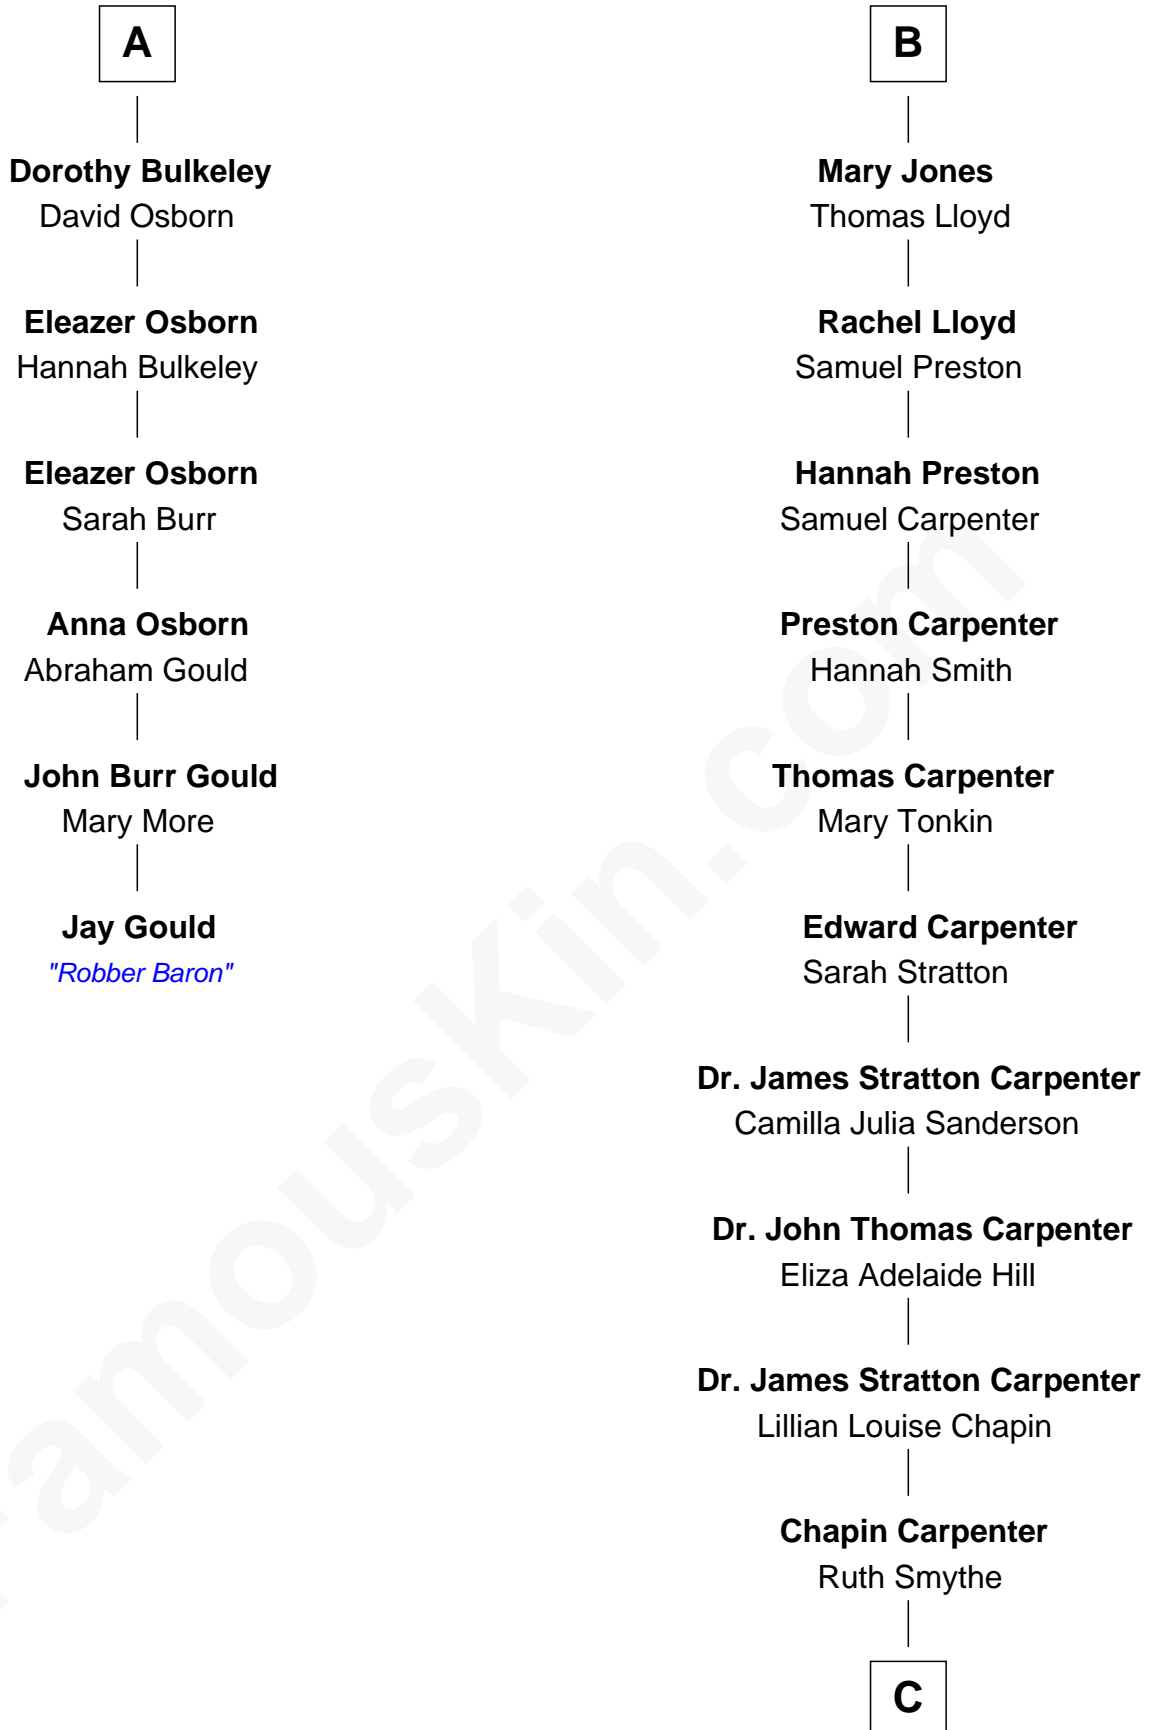 A
Dorothy Bulkeley
David Osborn
Eleazer Osborn
Hannah Bulkeley
Eleazer Osborn
Sarah Burr
Anna Osborn
Abraham Gould
John Burr Gould
Mary More
Jay Gould
"Robber Baron"
B
Mary Jones
Thomas Lloyd
Rachel Lloyd
Samuel Preston
Hannah Preston
Samuel Carpenter
Preston Carpenter
Hannah Smith
Thomas Carpenter
Mary Tonkin
Edward Carpenter
Sarah Stratton
Dr. James Stratton Carpenter
Camilla Julia Sanderson
Dr. John Thomas Carpenter
Eliza Adelaide Hill
Dr. James Stratton Carpenter
Lillian Louise Chapin
Chapin Carpenter
Ruth Smythe
C
FamousKin.com